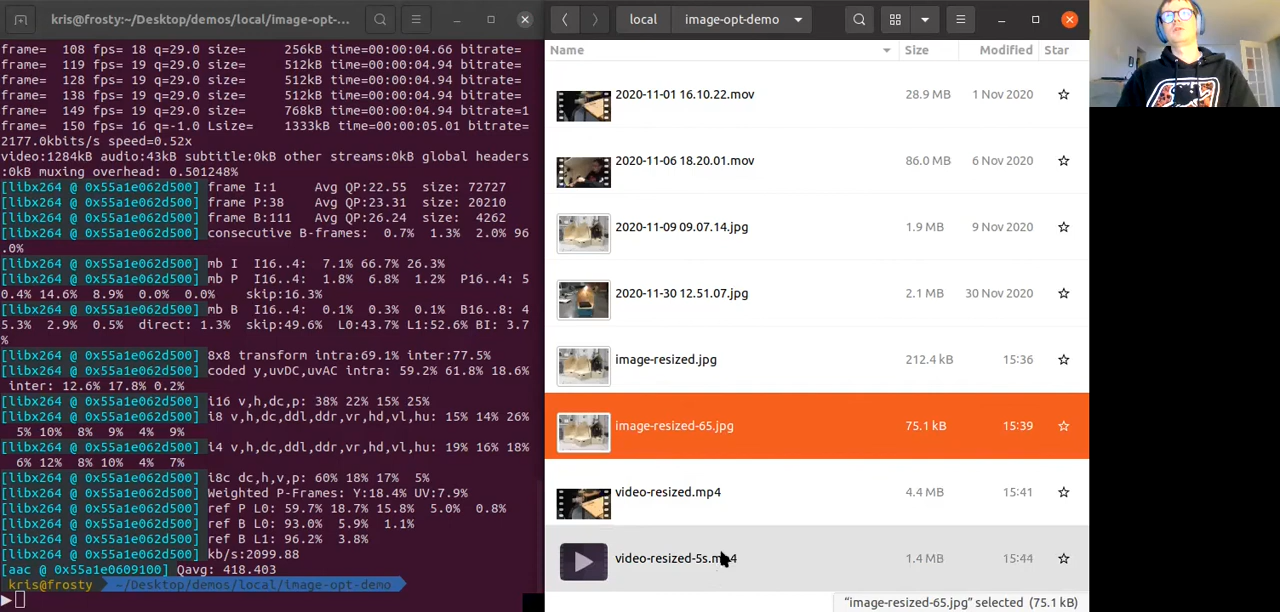 kris@frosty:~/Desktop/demos/local/image-opt-...
frame=  108 fps= 18 q=29.0 size=     256kB time=00:00:04.66 bitrate=
frame=  119 fps= 19 q=29.0 size=     512kB time=00:00:04.94 bitrate=
frame=  128 fps= 19 q=29.0 size=     512kB time=00:00:04.94 bitrate=
frame=  138 fps= 19 q=29.0 size=     512kB time=00:00:04.94 bitrate=
frame=  149 fps= 19 q=29.0 size=     768kB time=00:00:04.94 bitrate=1
frame=  150 fps= 16 q=-1.0 Lsize=    1333kB time=00:00:05.01 bitrate=
2177.0kbits/s speed=0.52x
video:1284kB audio:43kB subtitle:0kB other streams:0kB global headers
:0kB muxing overhead: 0.501248%
[libx264 @ 0x55a1e062d500] frame I:1     Avg QP:22.55  size: 72727
[libx264 @ 0x55a1e062d500] frame P:38    Avg QP:23.31  size: 20210
[libx264 @ 0x55a1e062d500] frame B:111   Avg QP:26.24  size:  4262
[libx264 @ 0x55a1e062d500] consecutive B-frames:  0.7%  1.3%  2.0% 96
.0%
[libx264 @ 0x55a1e062d500] mb I  I16..4:  7.1% 66.7% 26.3%
[libx264 @ 0x55a1e062d500] mb P  I16..4:  1.8%  6.8%  1.2%  P16..4: 5
0.4% 14.6%  8.9%  0.0%  0.0%    skip:16.3%
[libx264 @ 0x55a1e062d500] mb B  I16..4:  0.1%  0.3%  0.1%  B16..8: 4
5.3%  2.9%  0.5%  direct: 1.3%  skip:49.6%  L0:43.7% L1:52.6% BI: 3.7
%
[libx264 @ 0x55a1e062d500] 8x8 transform intra:69.1% inter:77.5%
[libx264 @ 0x55a1e062d500] coded y,uvDC,uvAC intra: 59.2% 61.8% 18.6%
 inter: 12.6% 17.8% 0.2%
[libx264 @ 0x55a1e062d500] i16 v,h,dc,p: 38% 22% 15% 25%
[libx264 @ 0x55a1e062d500] i8 v,h,dc,ddl,ddr,vr,hd,vl,hu: 15% 14% 26%
  5% 10%  8%  9%  4%  9%
[libx264 @ 0x55a1e062d500] i4 v,h,dc,ddl,ddr,vr,hd,vl,hu: 19% 16% 18%
  6% 12%  8% 10%  4%  7%
[libx264 @ 0x55a1e062d500] i8c dc,h,v,p: 60% 18% 17%  5%
[libx264 @ 0x55a1e062d500] Weighted P-Frames: Y:18.4% UV:7.9%
[libx264 @ 0x55a1e062d500] ref P L0: 59.7% 18.7% 15.8%  5.0%  0.8%
[libx264 @ 0x55a1e062d500] ref B L0: 93.0%  5.9%  1.1%
[libx264 @ 0x55a1e062d500] ref B L1: 96.2%  3.8%
[libx264 @ 0x55a1e062d500] kb/s:2099.88
[aac @ 0x55a1e0609100] Qavg: 418.403
kris@frosty ~/Desktop/demos/local/image-opt-demo
local image-opt-demo
Name Size Modified Star
2020-11-01 16.10.22.mov 28.9 MB 1 Nov 2020
2020-11-06 18.20.01.mov 86.0 MB 6 Nov 2020
2020-11-09 09.07.14.jpg 1.9 MB 9 Nov 2020
2020-11-30 12.51.07.jpg 2.1 MB 30 Nov 2020
image-resized.jpg 212.4 kB 15:36
image-resized-65.jpg 75.1 kB 15:39
video-resized.mp4 4.4 MB 15:41
video-resized-5s.mp4 1.4 MB 15:44
“image-resized-65.jpg” selected (75.1 kB)